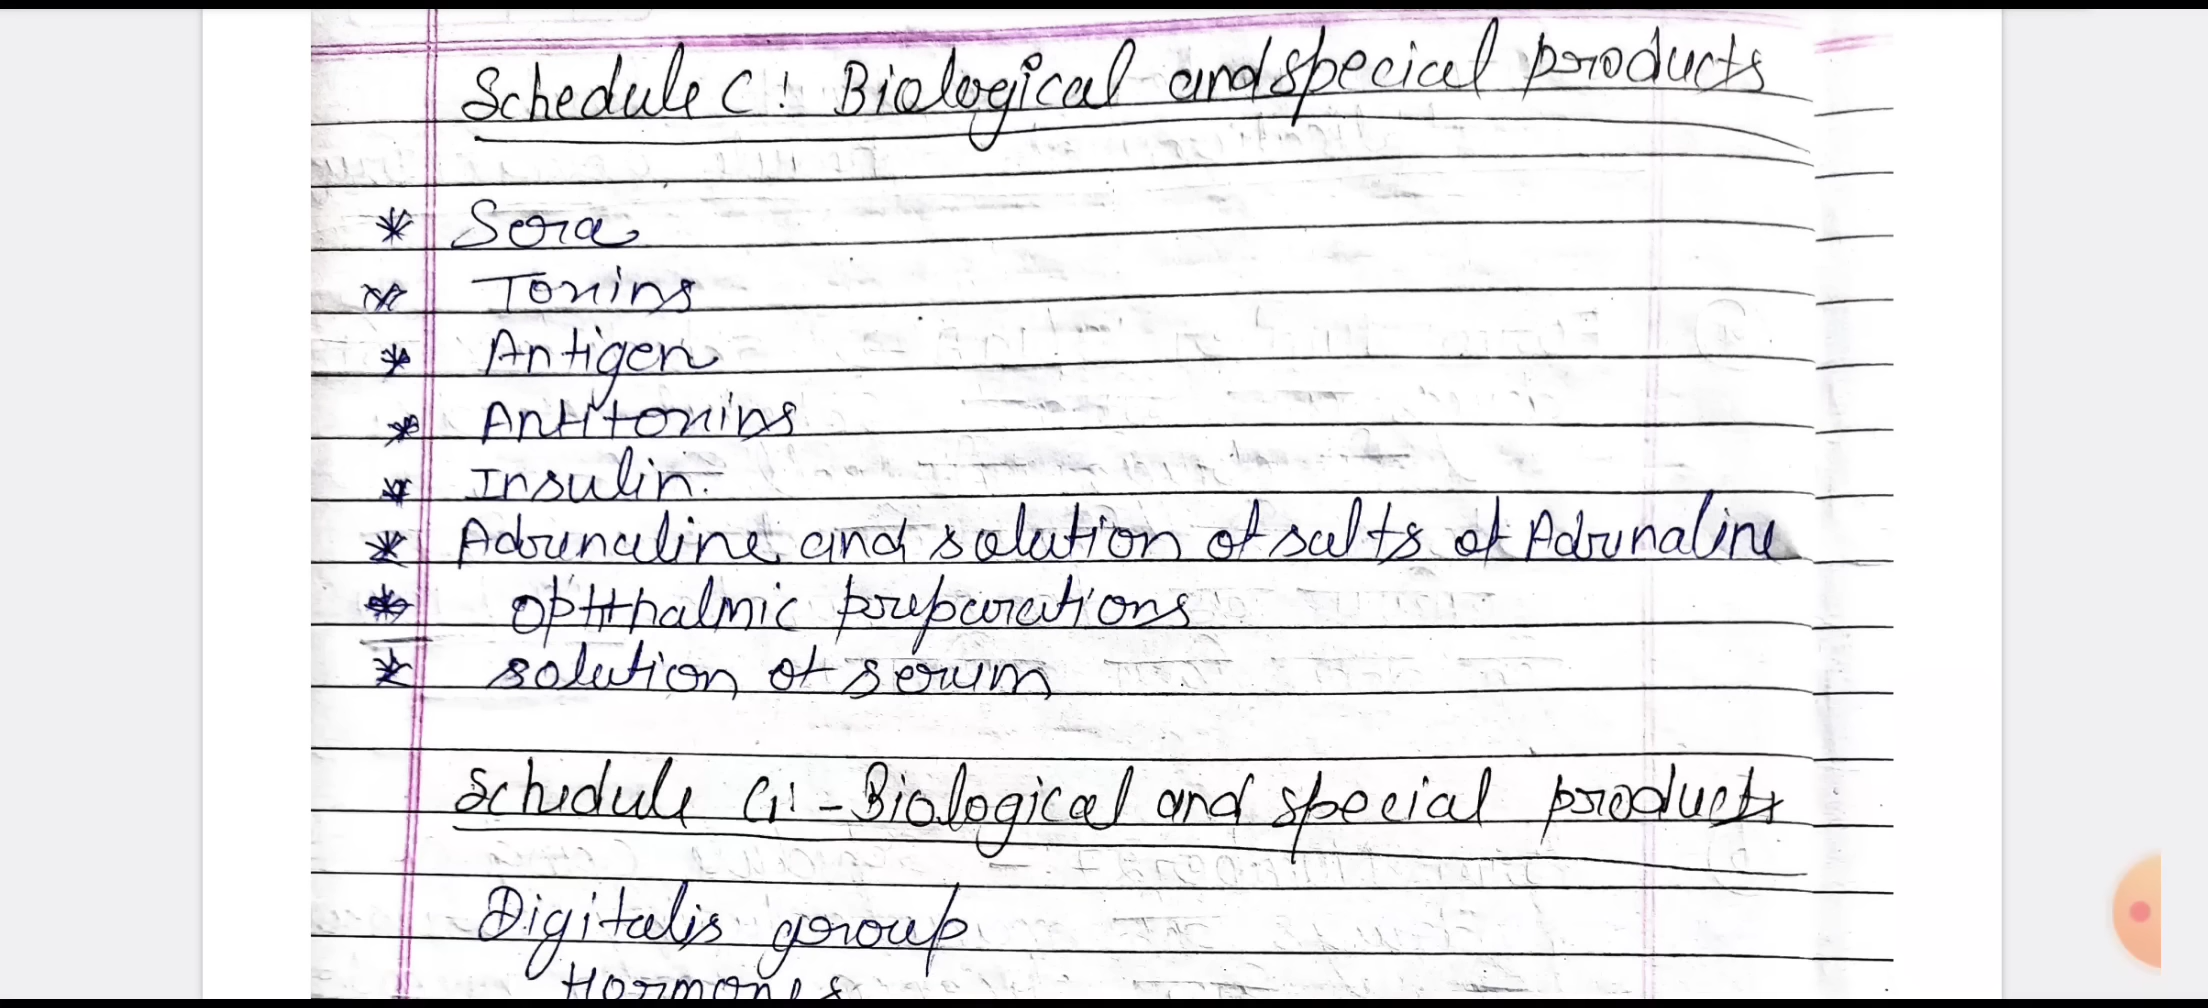 Schedule C: Biological and special products
* Sera
* Toxins
* Antigen
* Antitoxins
* Insulin.
* Adrenaline and solution of salts of Adrenaline
* Ophthalmic preparations
* solution of serum
Schedule C1:- Biological and special products
Digitalis group
Hormones